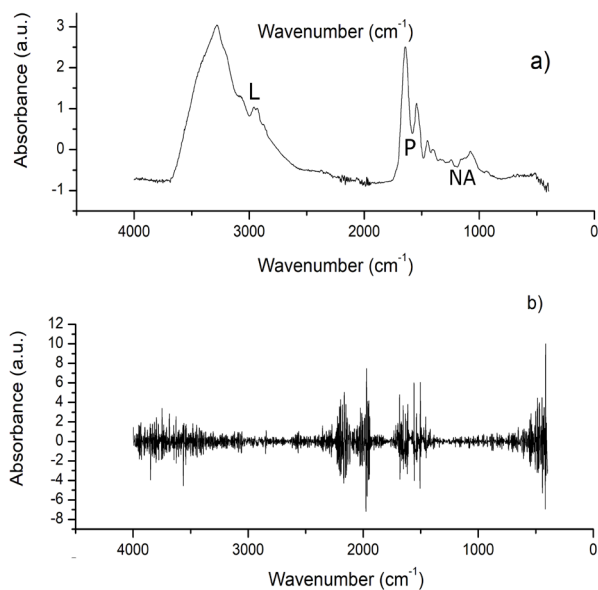 Wavenumber (cm⁻¹)
a)
Absorbance (a.u.)
3
2
1
0
-1
L
P
NA
4000 3000 2000 1000 0
Wavenumber (cm⁻¹)
b)
Absorbance (a.u.)
12
10
8
6
4
2
0
-2
-4
-6
-8
4000 3000 2000 1000 0
Wavenumber (cm⁻¹)